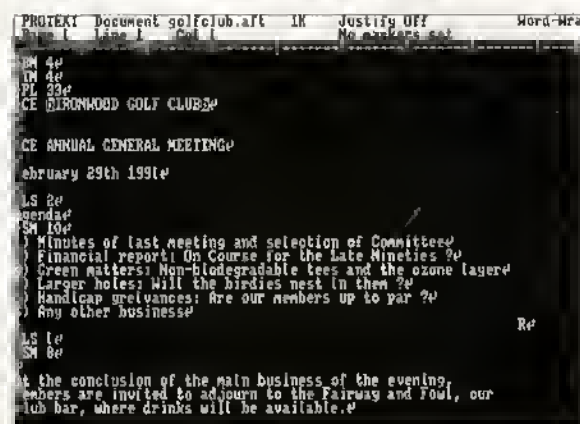 PROTEXT Document golfclub.aft 1K Justify OFF Word-Wra
Page 1 Line 1 Col 1 No markers set
BM 4↵
TM 4↵
PL 33↵
CE IRONWOOD GOLF CLUB↵
CE ANNUAL GENERAL MEETING↵
ebruary 29th 1991↵
LS 2↵
genda↵
SM 10↵
) Minutes of last meeting and selection of Committee↵
) Financial report: On Course for the Late Nineties ?↵
) Green matters: Non-biodegradable tees and the ozone layer↵
) Larger holes: Will the birdies nest in them ?↵
) Handicap greivances: Are our members up to par ?↵
) Any other business↵
R↵
LS 1↵
SM 8↵
t the conclusion of the main business of the evening,
embers are invited to adjourn to the Fairway and Fowl, our
lub bar, where drinks will be available.↵